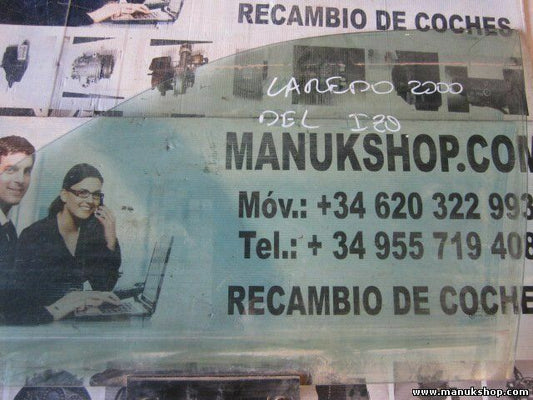 RECAMBIO DE COCHES
LAREDO 2000
DEL IZQ
MANUKSHOP.COM
Móv.: +34 620 322 993
Tel.: + 34 955 719 408
RECAMBIO DE COCHE
www.manukshop.com